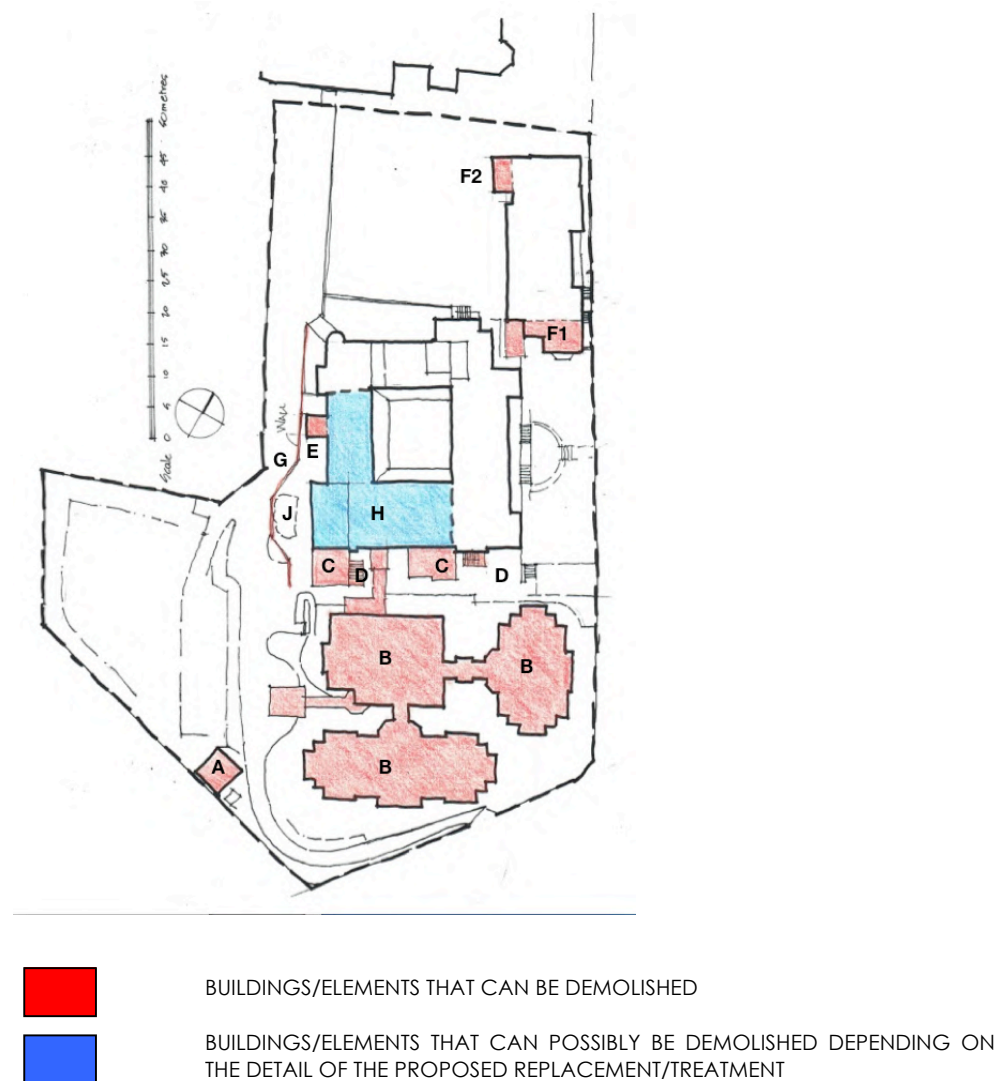 50 metres
45
40
35
30
25
20
15
10
5
0
Scale
F2
F1
Wall
E
G
J
H
C
D
C
D
B
B
B
A
BUILDINGS/ELEMENTS THAT CAN BE DEMOLISHED
BUILDINGS/ELEMENTS THAT CAN POSSIBLY BE DEMOLISHED DEPENDING ON
THE DETAIL OF THE PROPOSED REPLACEMENT/TREATMENT